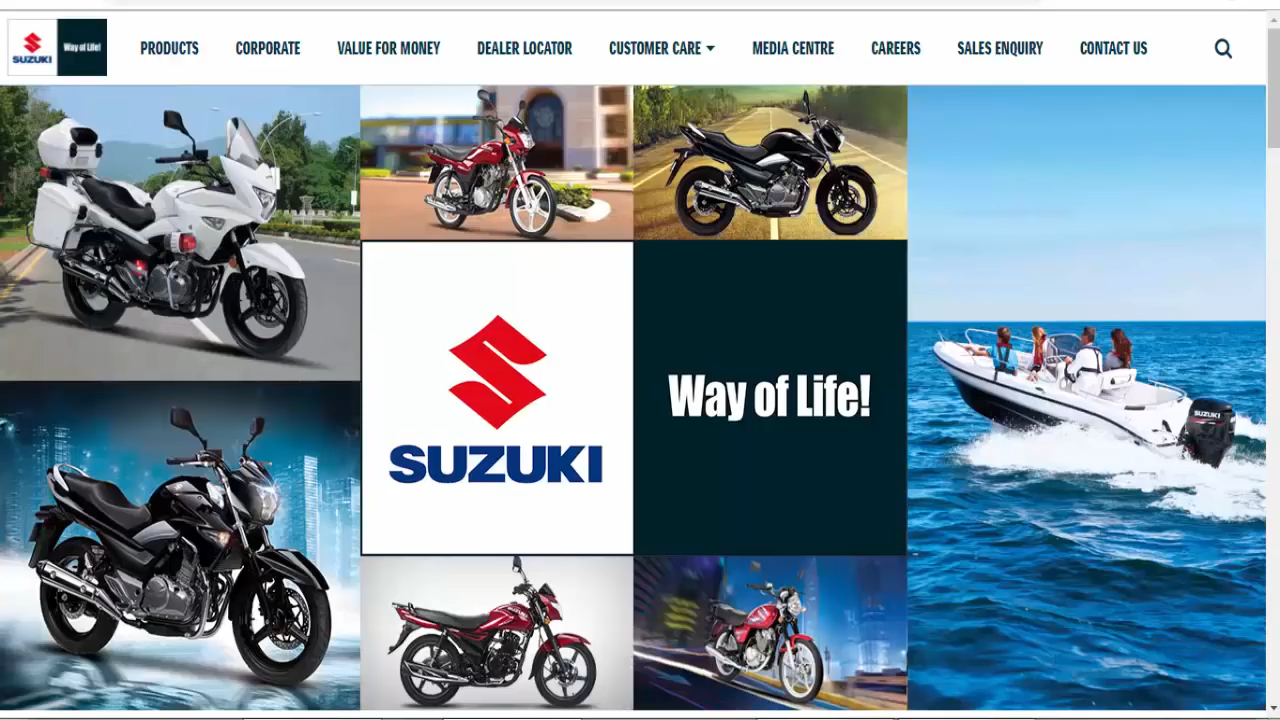 SUZUKI
Way of Life!
PRODUCTS
CORPORATE
VALUE FOR MONEY
DEALER LOCATOR
CUSTOMER CARE
MEDIA CENTRE
CAREERS
SALES ENQUIRY
CONTACT US
SUZUKI
Way of Life!
SUZUKI